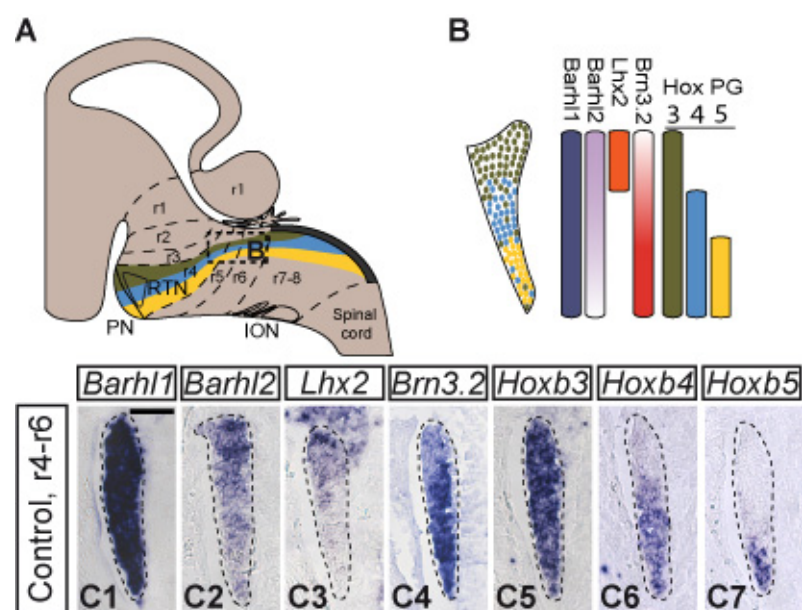 A
r1
r1
r2
r3
r4
B
r5
r6
r7-8
RTN
PN
ION
Spinal
cord
B
Barhl1
Barhl2
Lhx2
Brn3.2
Hox PG
3 4 5
Control, r4-r6
Barhl1 Barhl2 Lhx2 Brn3.2 Hoxb3 Hoxb4 Hoxb5
C1 C2 C3 C4 C5 C6 C7